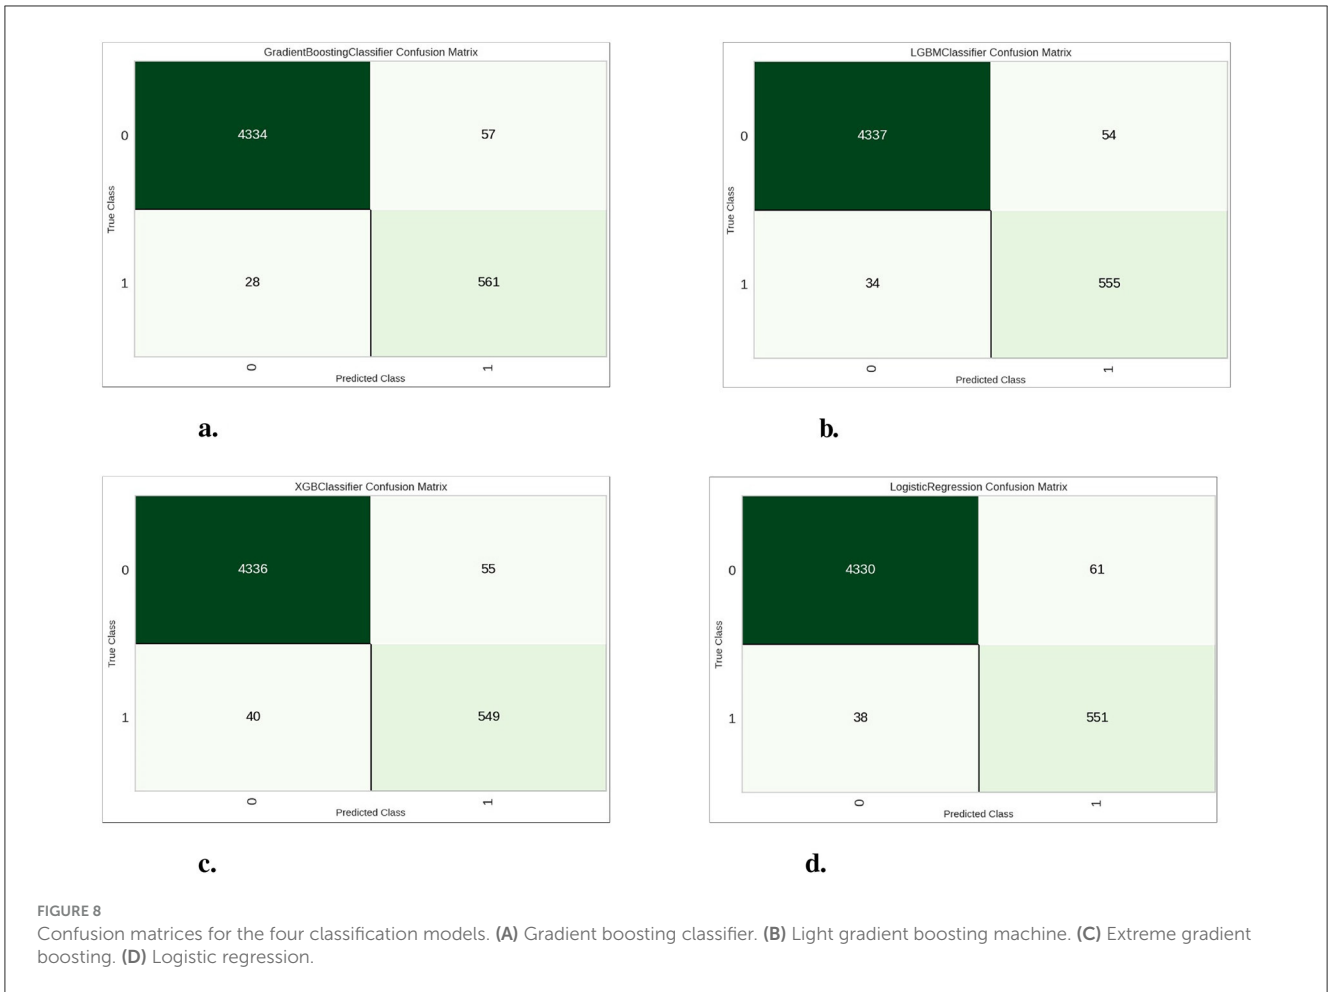 GradientBoostingClassifier Confusion Matrix
True Class
0
4334
57
1
28
561
0
1
Predicted Class
a.
LGBMClassifier Confusion Matrix
True Class
0
4337
54
1
34
555
0
1
Predicted Class
b.
XGBClassifier Confusion Matrix
True Class
0
4336
55
1
40
549
0
1
Predicted Class
c.
LogisticRegression Confusion Matrix
True Class
0
4330
61
1
38
551
0
1
Predicted Class
d.
FIGURE 8
Confusion matrices for the four classification models. (A) Gradient boosting classifier. (B) Light gradient boosting machine. (C) Extreme gradient
boosting. (D) Logistic regression.